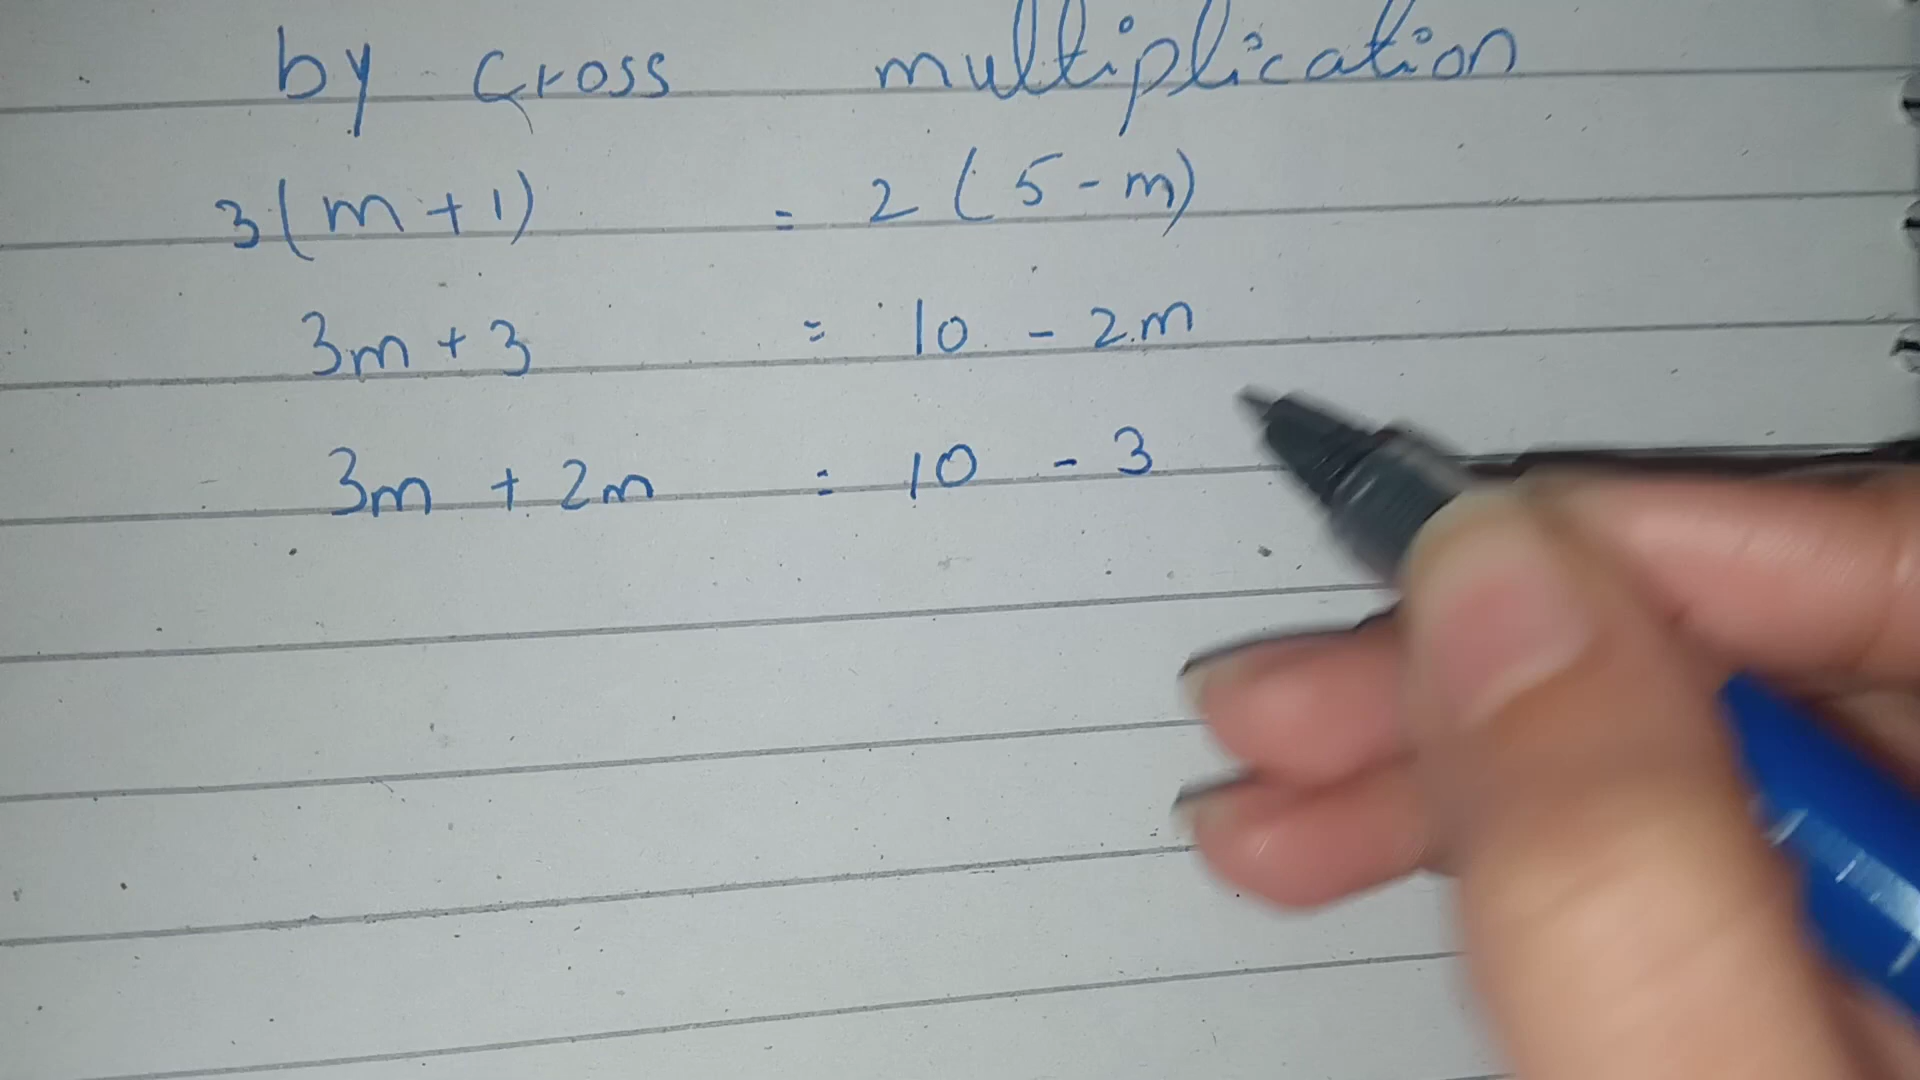 by cross multiplication
3(m+1) = 2(5-m)
3m+3 = 10 - 2m
3m + 2m = 10 - 3